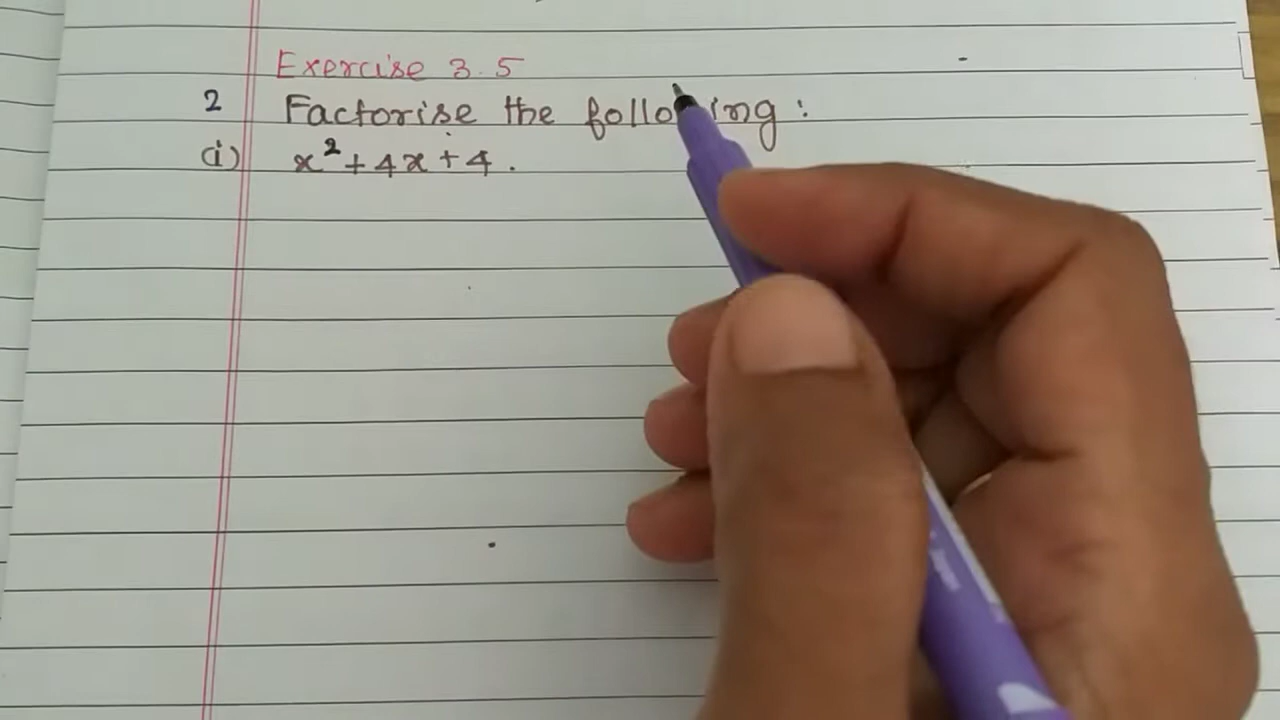 Exercise 3.5
2 Factorise the following:
(i) x² + 4x + 4.